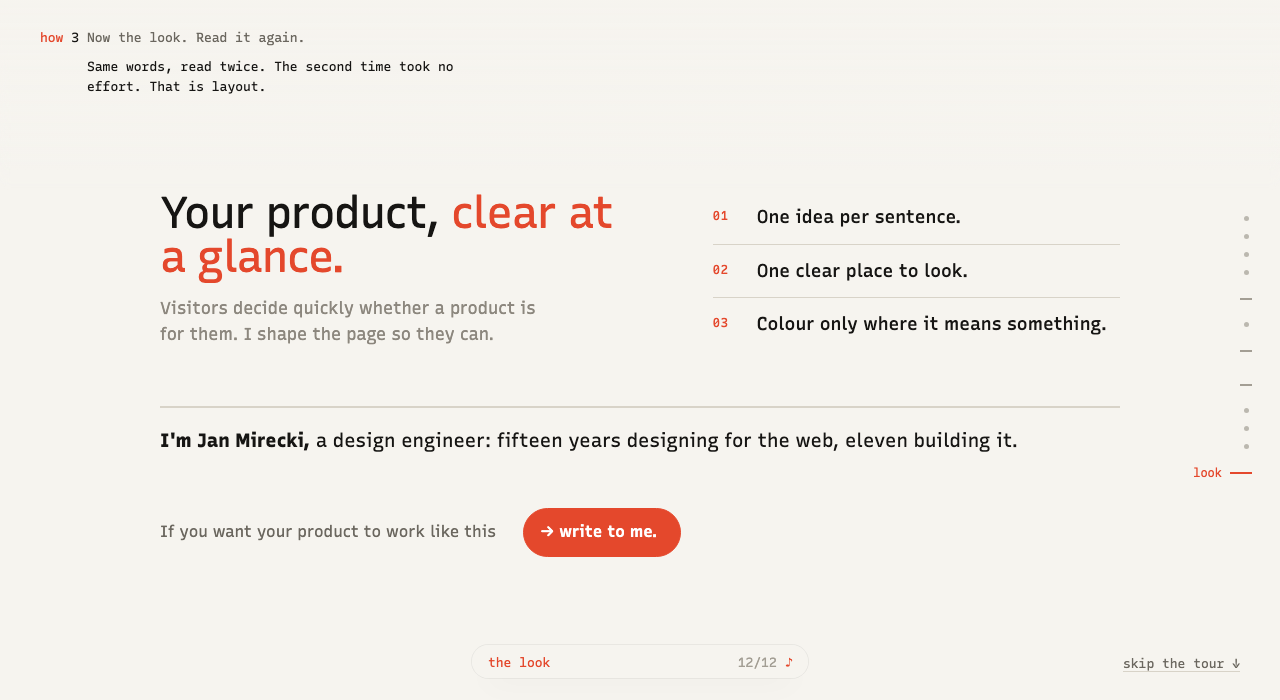 how 3 Now the look. Read it again.
Same words, read twice. The second time took no
effort. That is layout.
Your product, clear at
a glance.
Visitors decide quickly whether a product is
for them. I shape the page so they can.
01 One idea per sentence.
02 One clear place to look.
03 Colour only where it means something.
I'm Jan Mirecki, a design engineer: fifteen years designing for the web, eleven building it.
If you want your product to work like this
→ write to me.
look
the look 12/12 ♪
skip the tour ↓